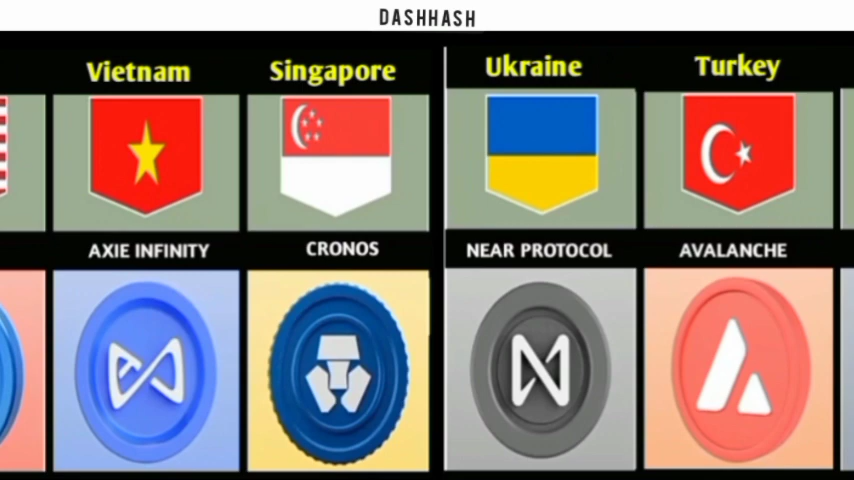 DASHHASH
Vietnam
Singapore
Ukraine
Turkey
AXIE INFINITY
CRONOS
NEAR PROTOCOL
AVALANCHE